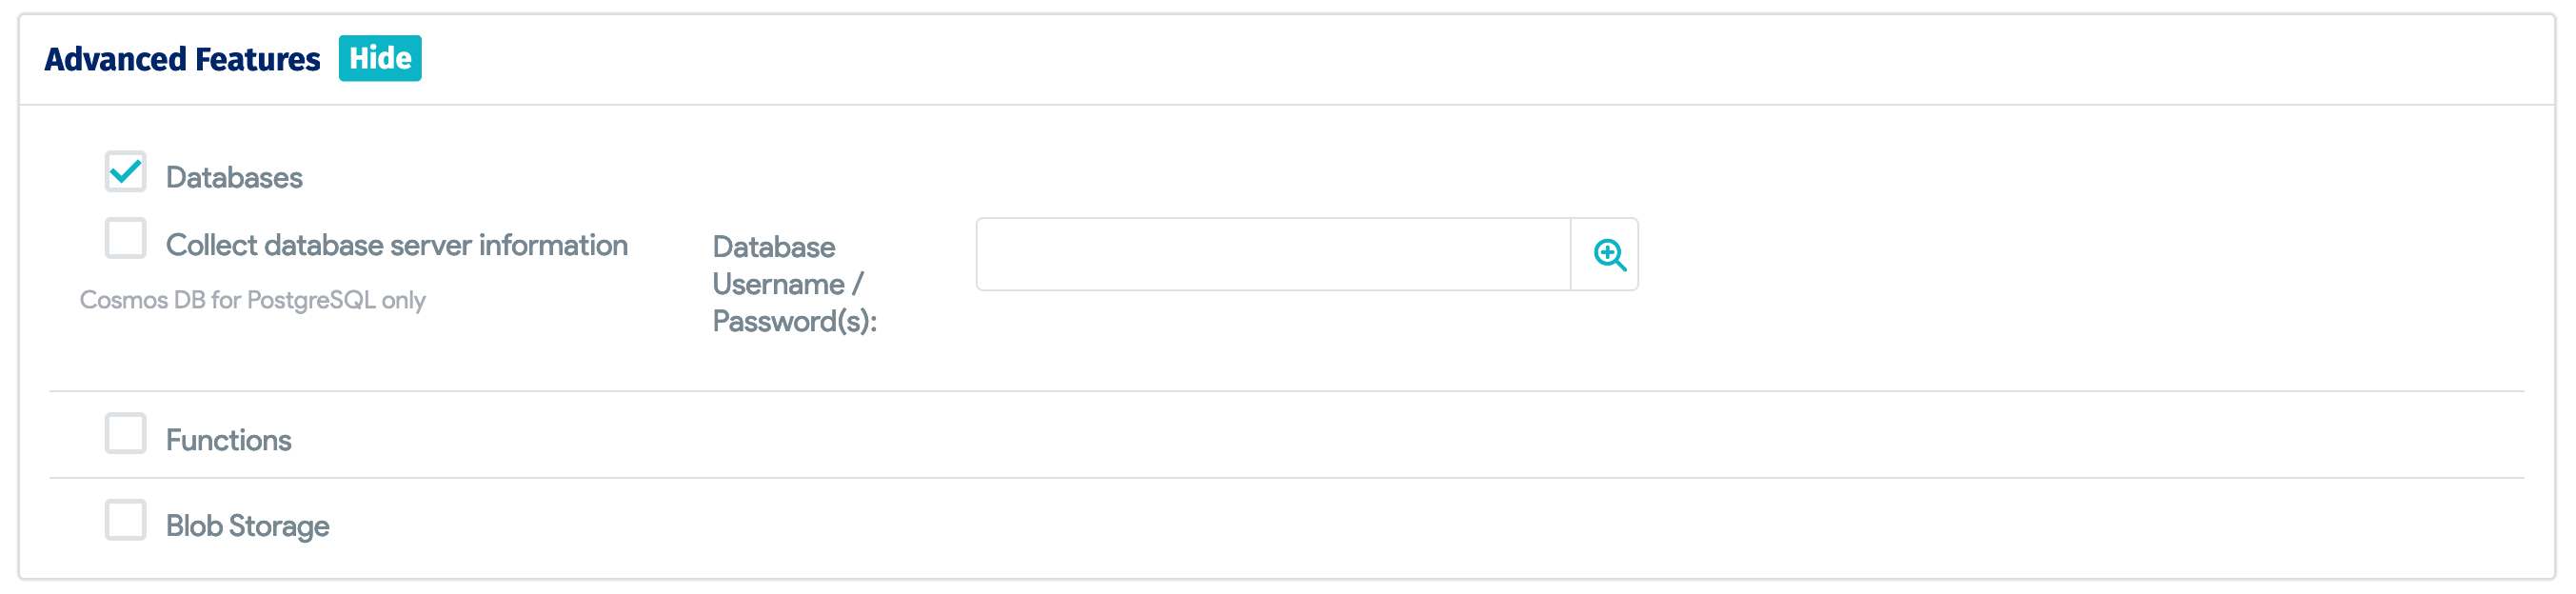 Advanced Features Hide
Databases
Collect database server information
Cosmos DB for PostgreSQL only
Database
Username /
Password(s):
Functions
Blob Storage